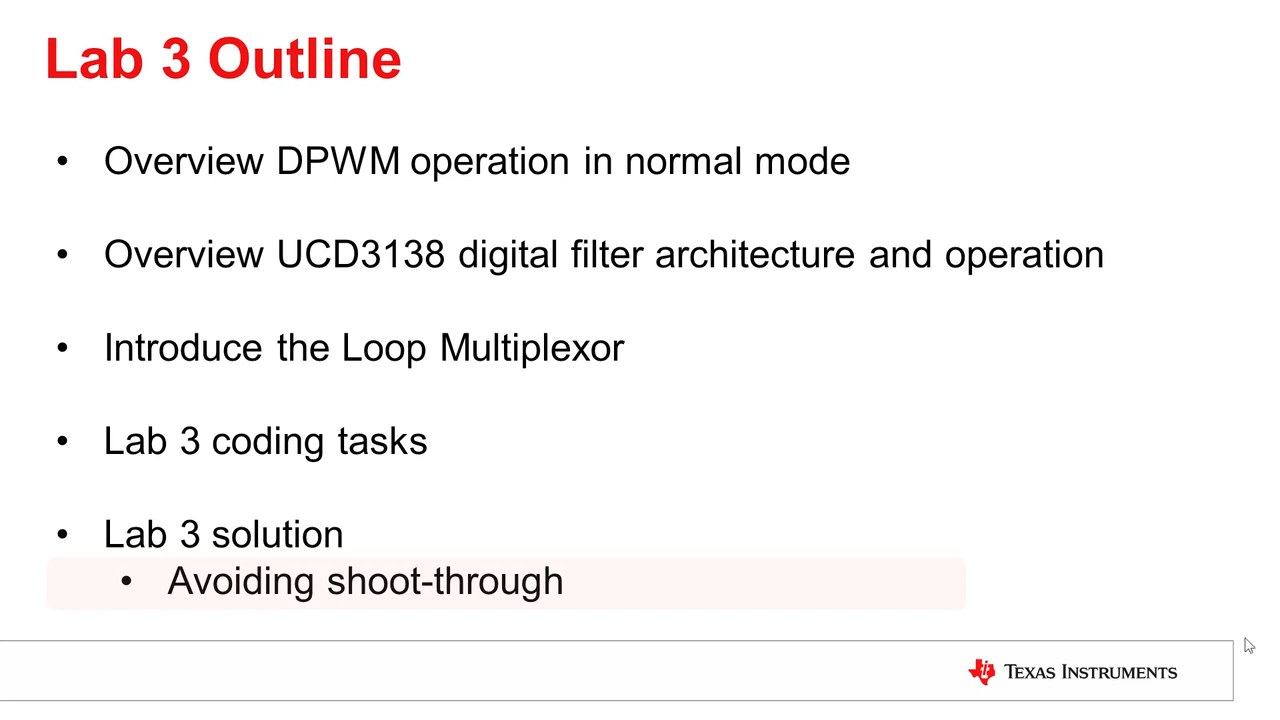 Lab 3 Outline
• Overview DPWM operation in normal mode
• Overview UCD3138 digital filter architecture and operation
• Introduce the Loop Multiplexor
• Lab 3 coding tasks
• Lab 3 solution
• Avoiding shoot-through
TEXAS INSTRUMENTS